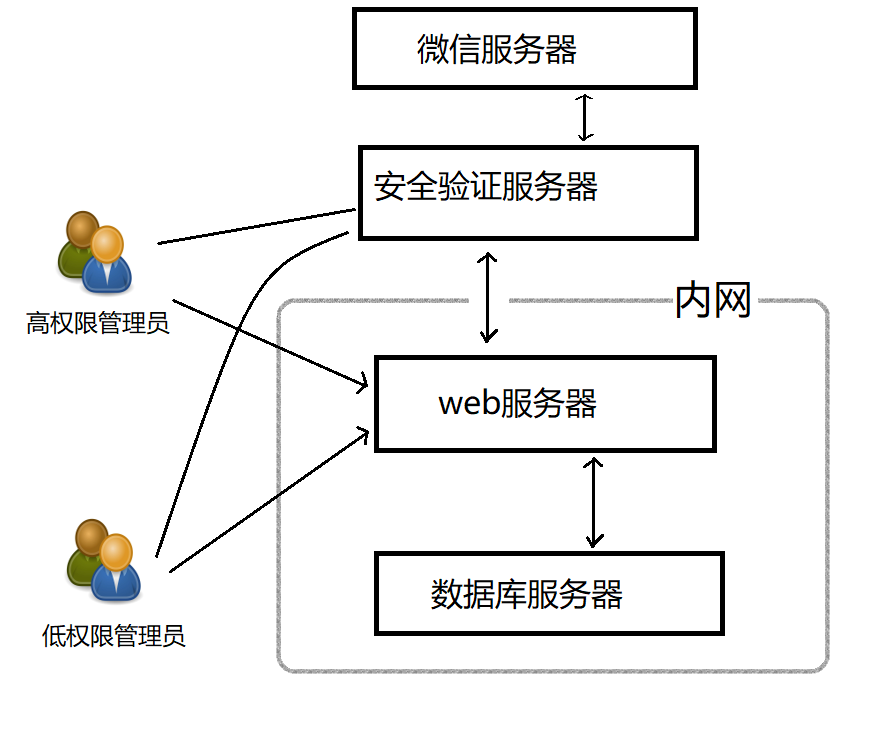 微信服务器
安全验证服务器
高权限管理员
内网
web服务器
数据库服务器
低权限管理员